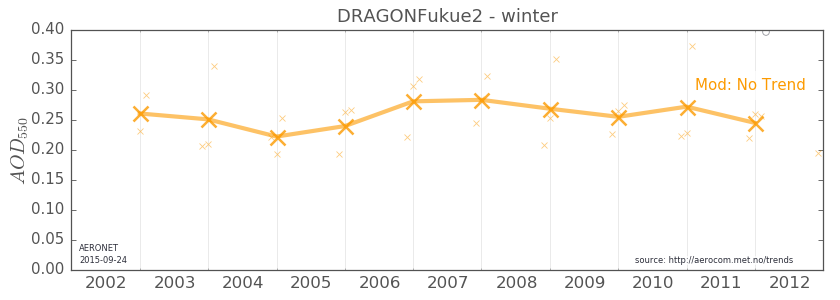 DRAGONFukue2 - winter
0.40
0.35
0.30
0.25
0.20
0.15
0.10
0.05
0.00
AOD550
Mod: No Trend
AERONET
2015-09-24
source: http://aerocom.met.no/trends
2002 2003 2004 2005 2006 2007 2008 2009 2010 2011 2012